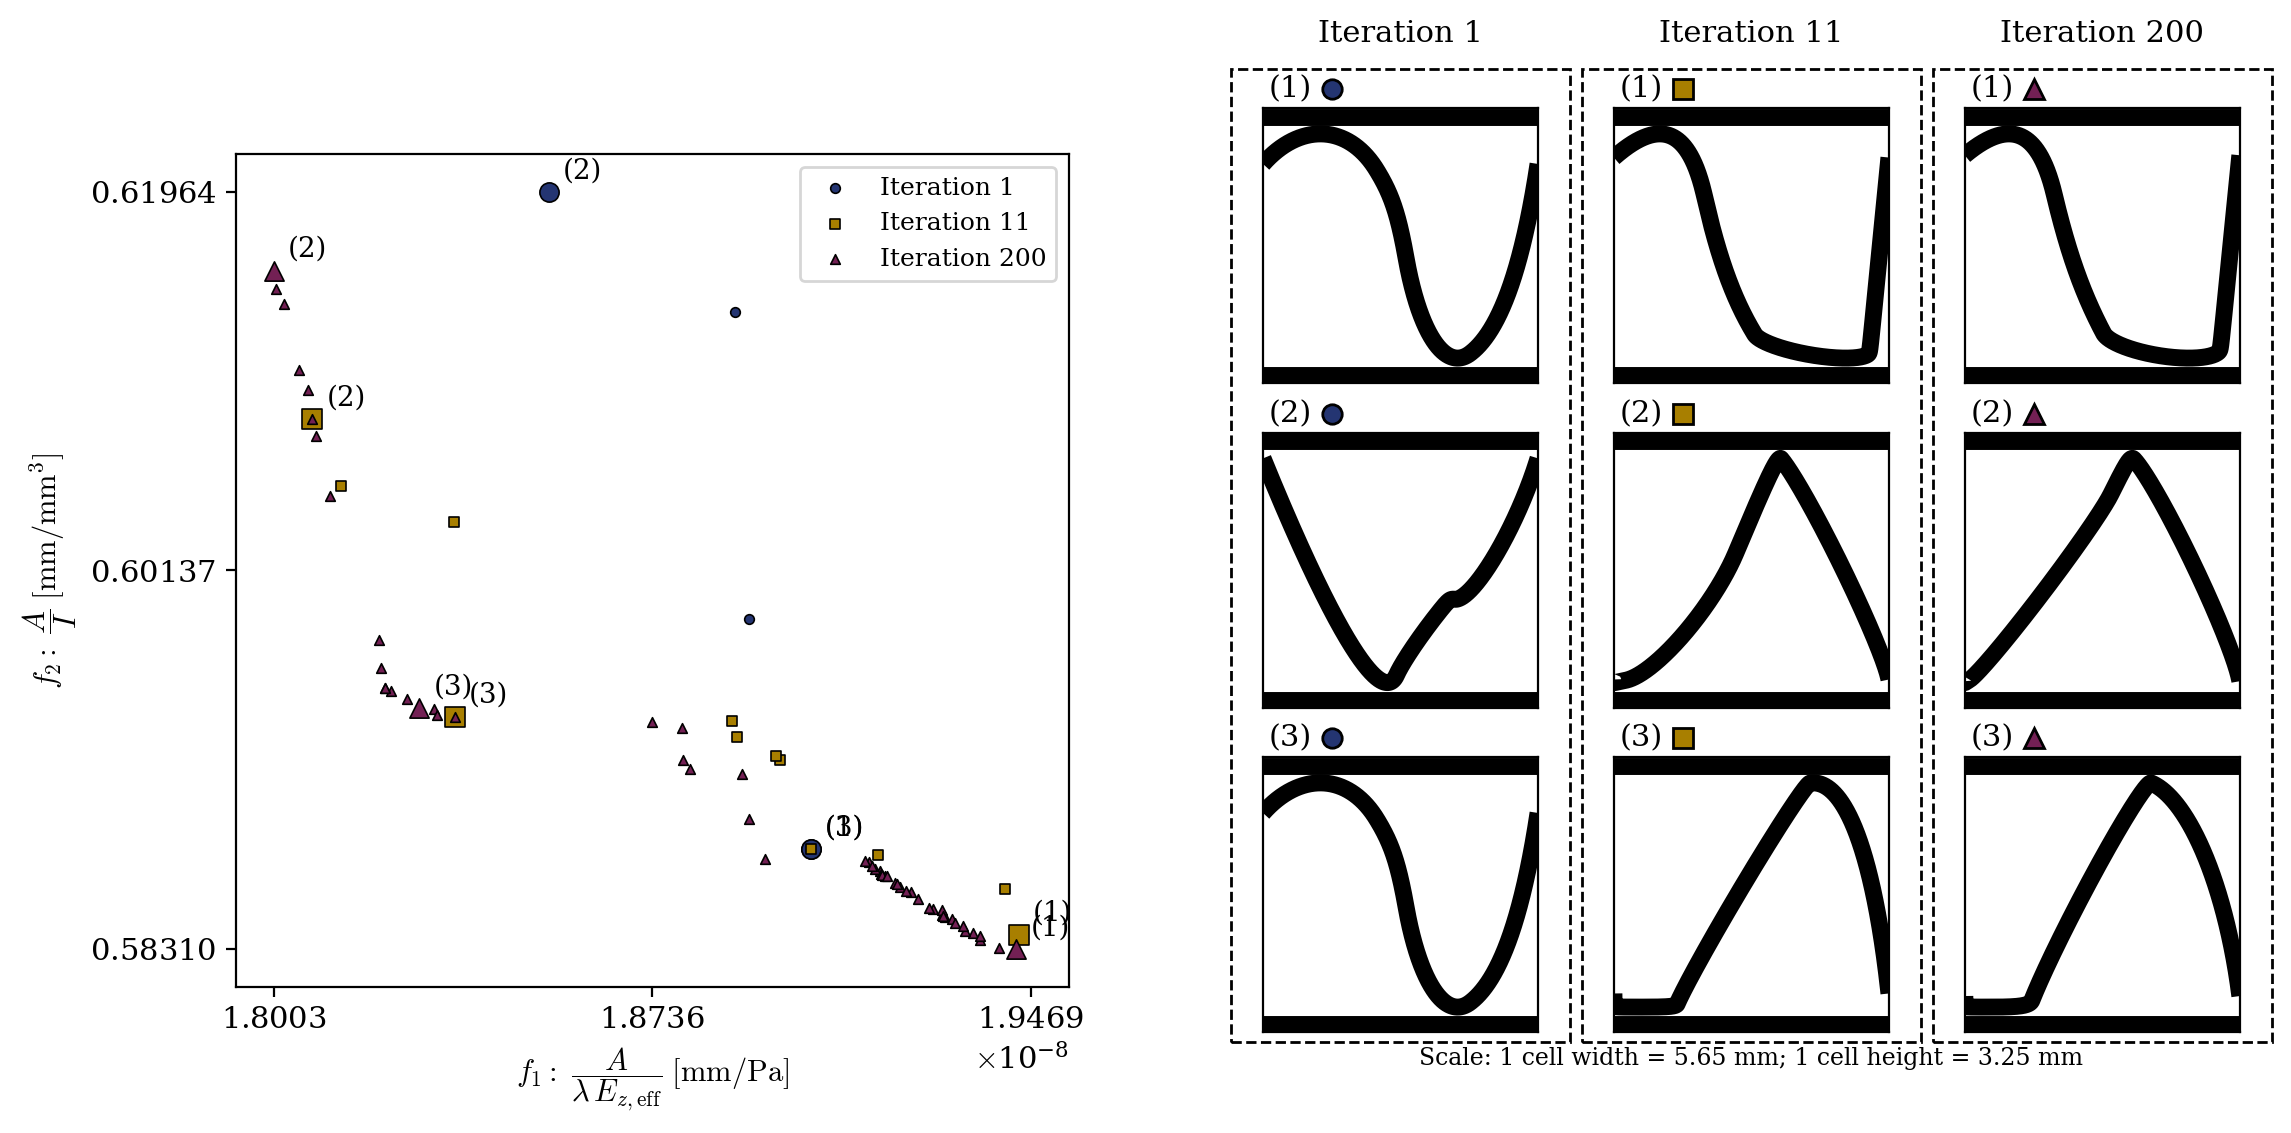 Iteration 1
Iteration 11
Iteration 200
0.61964
0.60137
0.58310
f₂ : A/I [mm/mm³]
(2)
(2)
(2)
(3)
(3)
(1)
(3)
(1)
(1)
Iteration 1
Iteration 11
Iteration 200
1.8003
1.8736
1.9469
×10⁻⁸
f₁ : A/(λ E_z,eff) [mm/Pa]
(1)
(1)
(1)
(2)
(2)
(2)
(3)
(3)
(3)
Scale: 1 cell width = 5.65 mm; 1 cell height = 3.25 mm